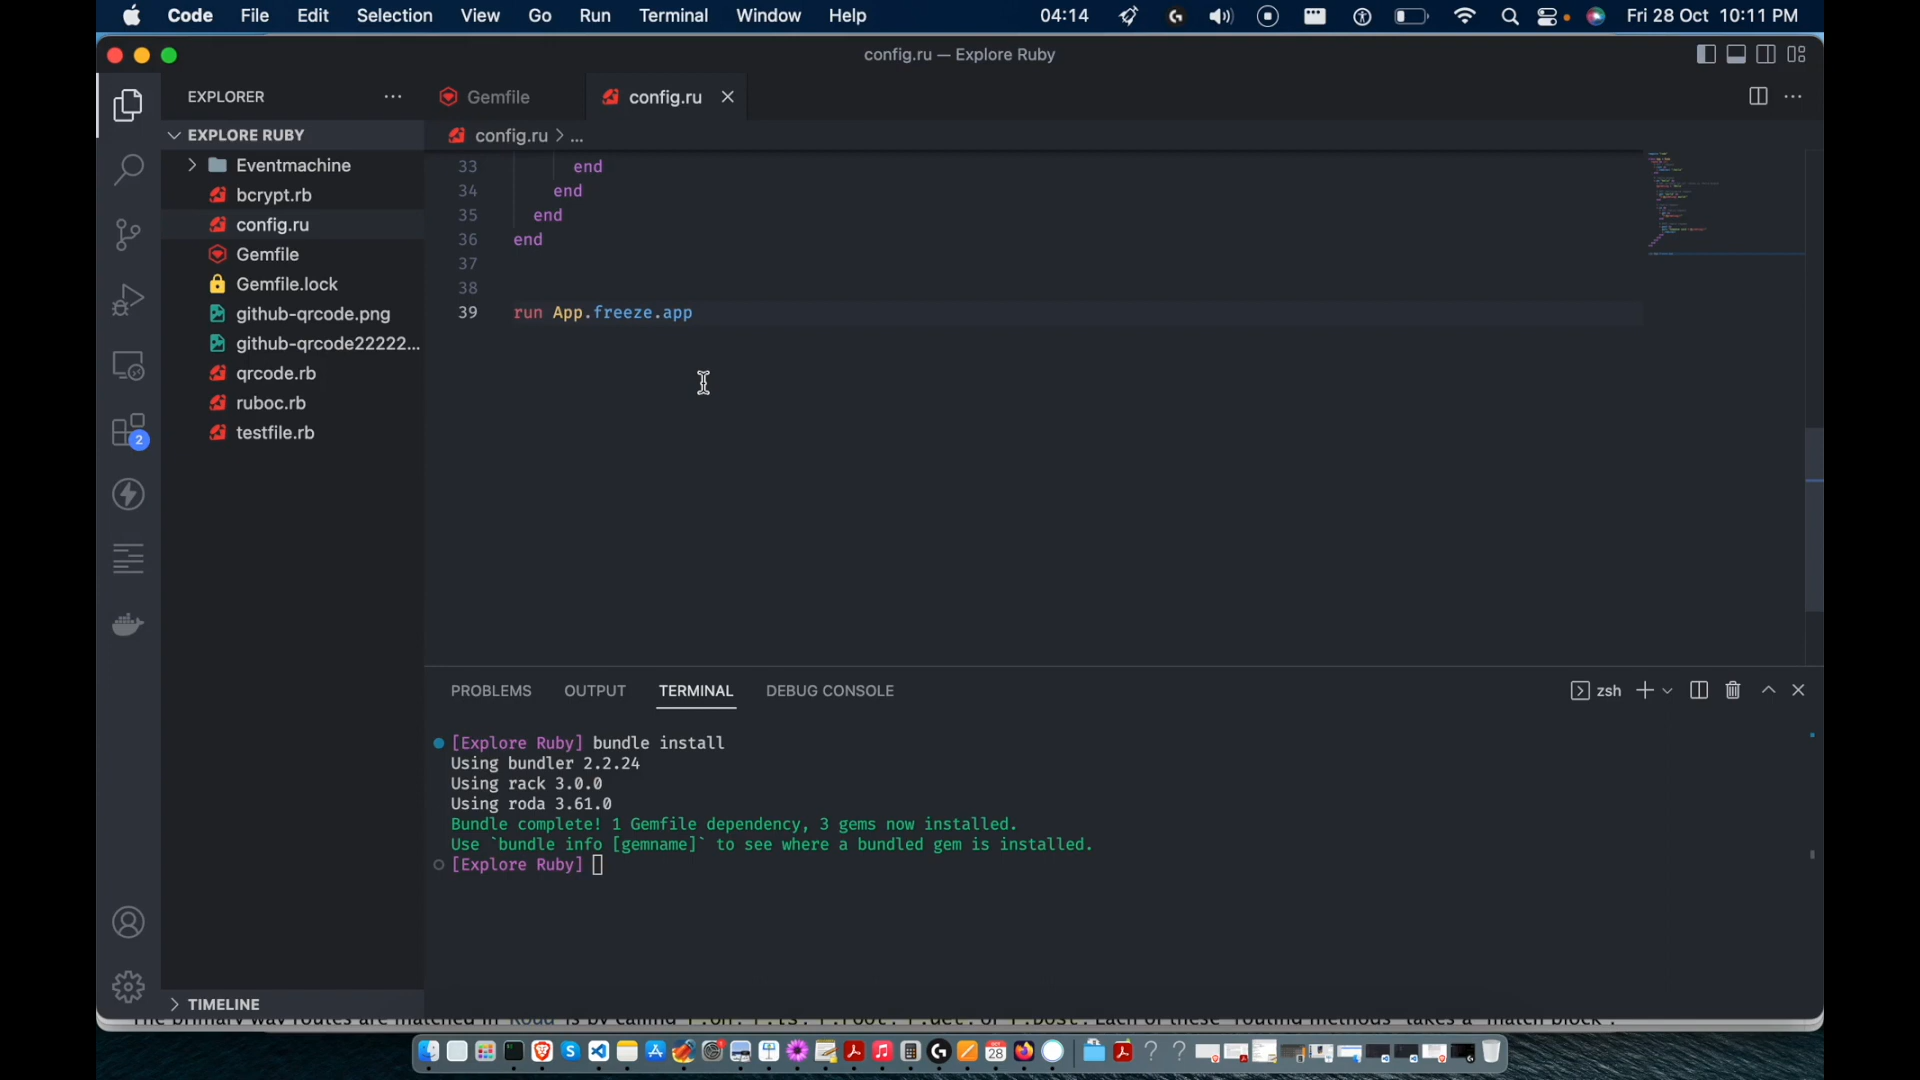 Code File Edit Selection View Go Run Terminal Window Help 04:14 Fri 28 Oct 10:11 PM
config.ru — Explore Ruby
EXPLORER ···
Gemfile
config.ru
EXPLORE RUBY
config.ru > ...
Eventmachine
bcrypt.rb
config.ru
Gemfile
Gemfile.lock
github-qrcode.png
github-qrcode22222...
qrcode.rb
ruboc.rb
testfile.rb
2
TIMELINE
33 end
34 end
35 end
36 end
37
38
39 run App.freeze.app
PROBLEMS OUTPUT TERMINAL DEBUG CONSOLE
zsh
[Explore Ruby] bundle install
Using bundler 2.2.24
Using rack 3.0.0
Using roda 3.61.0
Bundle complete! 1 Gemfile dependency, 3 gems now installed.
Use `bundle info [gemname]` to see where a bundled gem is installed.
[Explore Ruby]
28